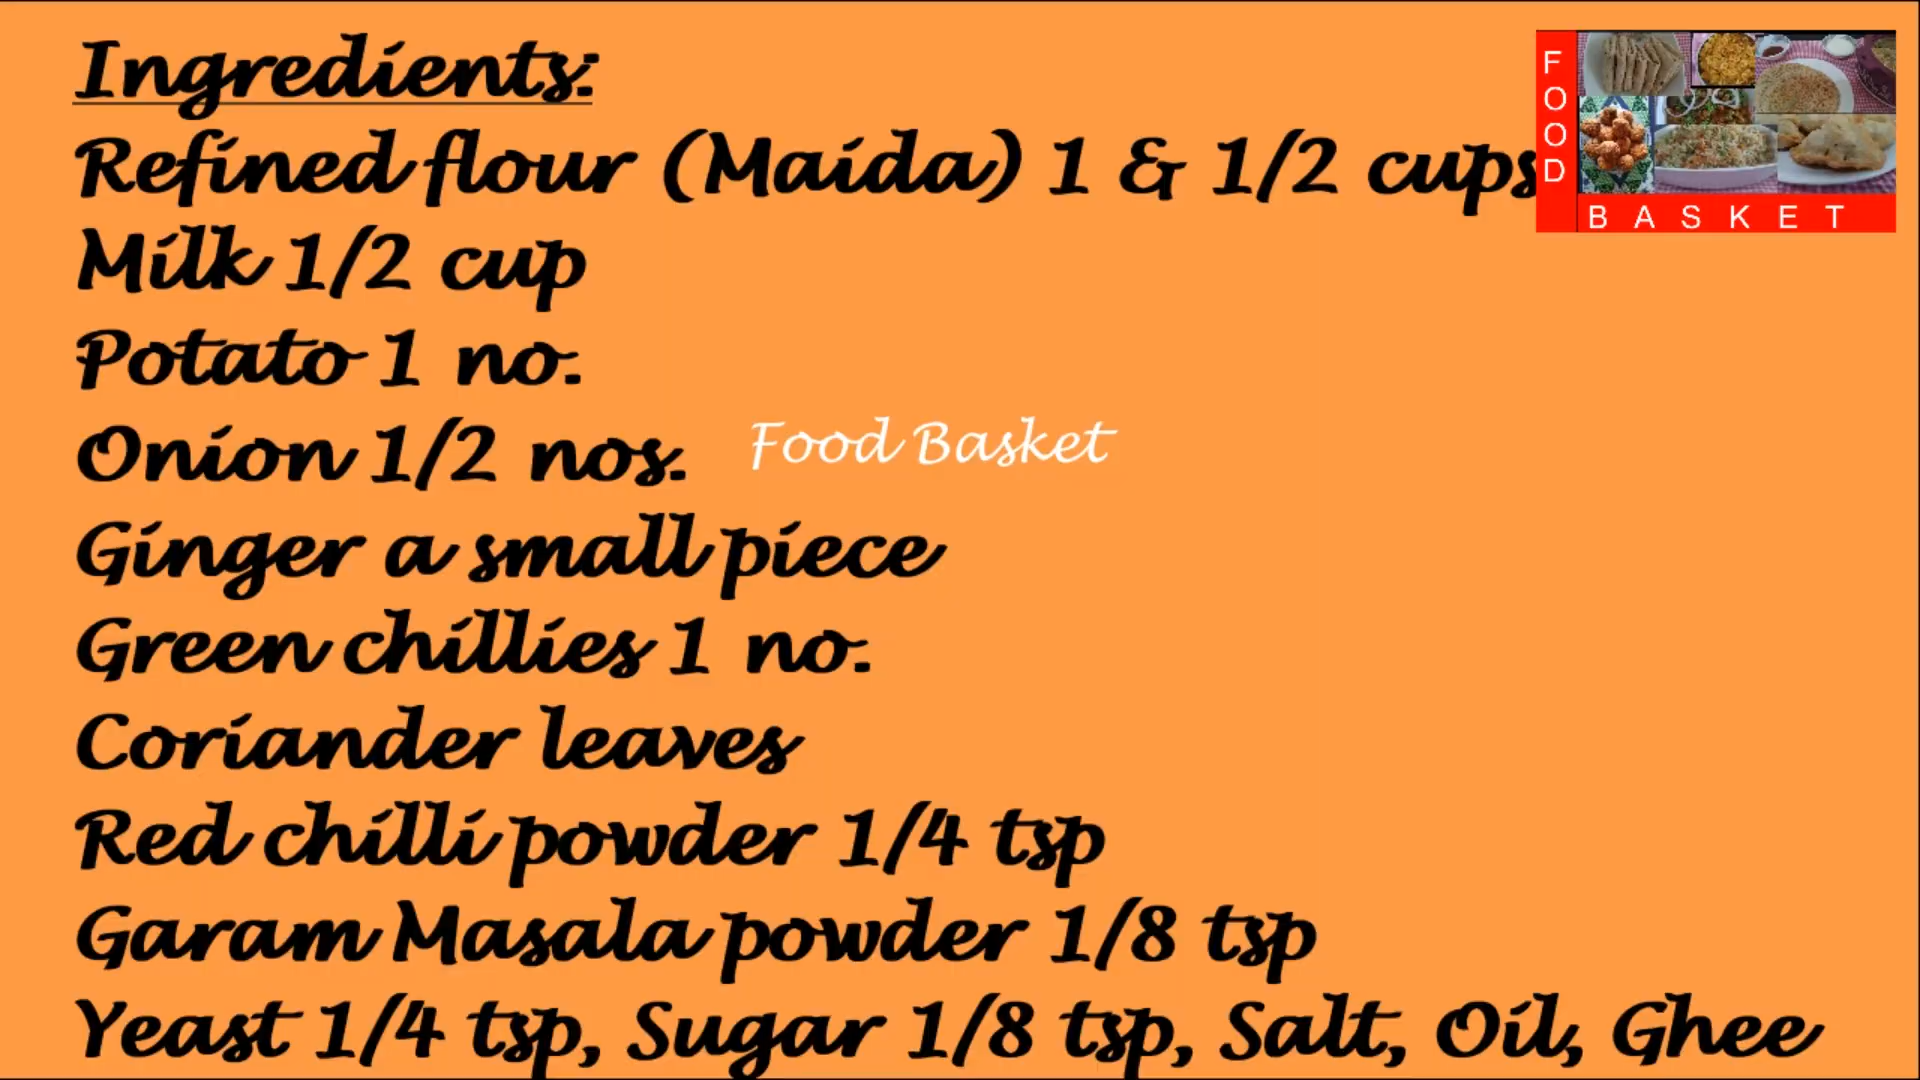 Ingredients:
Refined flour (Maida) 1 & 1/2 cups
Milk 1/2 cup
Potato 1 no.
Onion 1/2 nos.
Ginger a small piece
Green chillies 1 no.
Coriander leaves
Red chilli powder 1/4 tsp
Garam Masala powder 1/8 tsp
Yeast 1/4 tsp, Sugar 1/8 tsp, Salt, Oil, Ghee
Food Basket
FOOD
BASKET